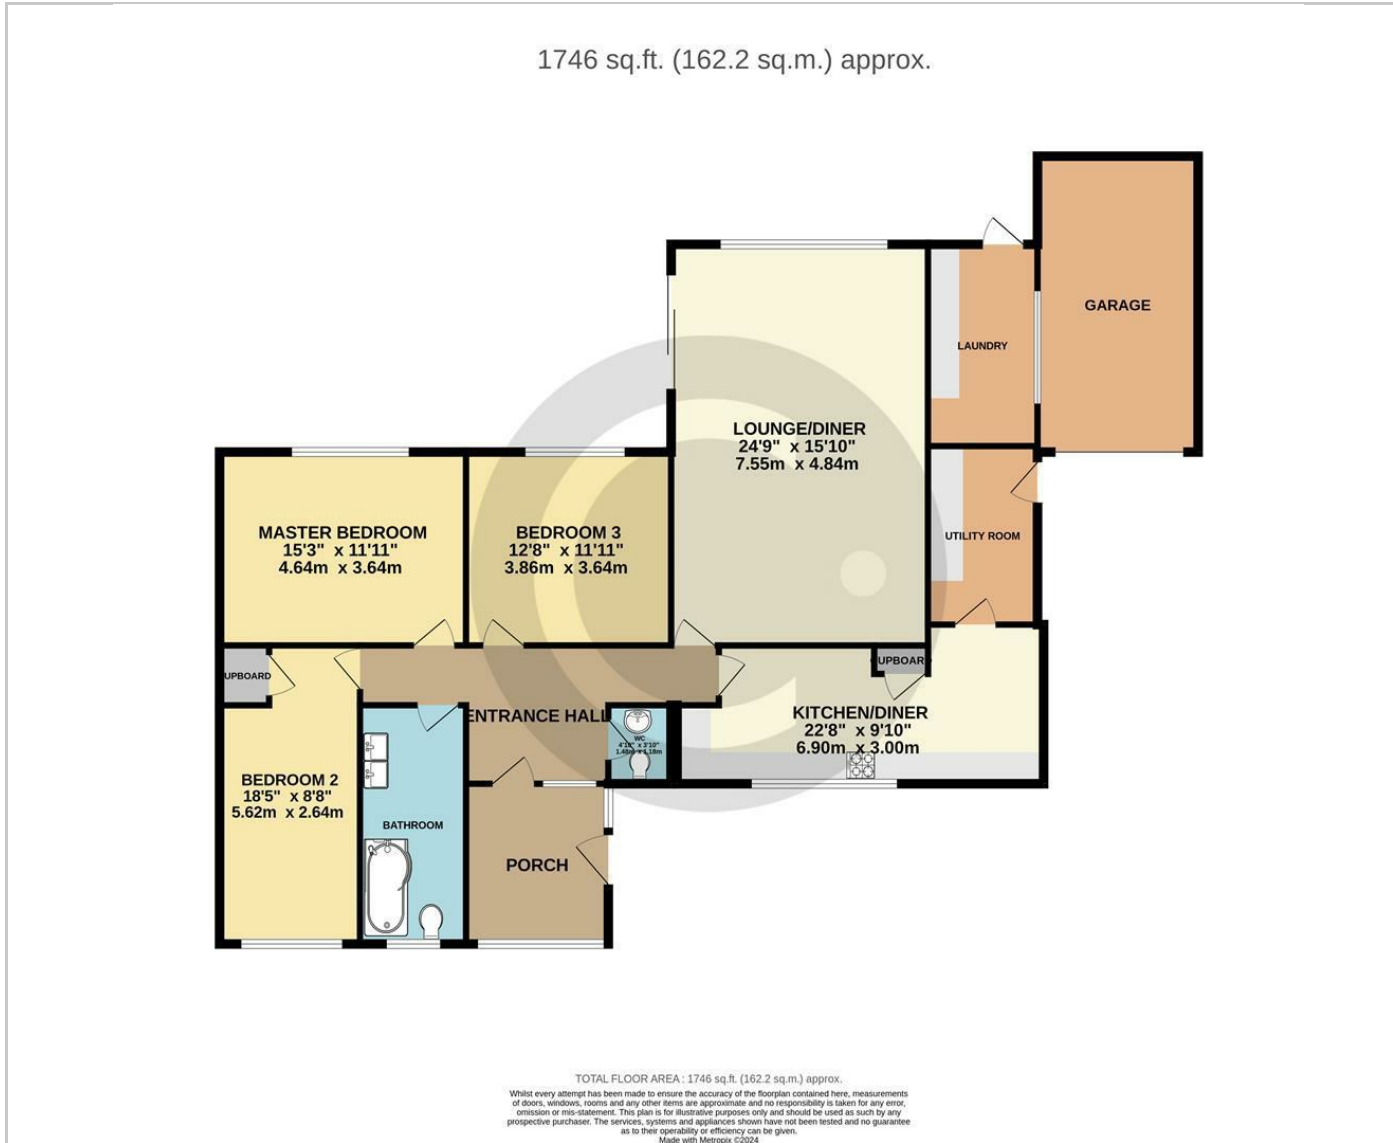 1746 sq.ft. (162.2 sq.m.) approx.
GARAGE
LAUNDRY
LOUNGE/DINER
24'9" x 15'10"
7.55m x 4.84m
MASTER BEDROOM
15'3" x 11'11"
4.64m x 3.64m
BEDROOM 3
12'8" x 11'11"
3.86m x 3.64m
UTILITY ROOM
UPBOARD
UPBOARD
ENTRANCE HALL
KITCHEN/DINER
22'8" x 9'10"
6.90m x 3.00m
WC
4'10" x 3'10"
1.48m x 1.18m
BEDROOM 2
18'5" x 8'8"
5.62m x 2.64m
BATHROOM
PORCH
TOTAL FLOOR AREA : 1746 sq.ft. (162.2 sq.m.) approx.
Whilst every attempt has been made to ensure the accuracy of the floorplan contained here, measurements
of doors, windows, rooms and any other items are approximate and no responsibility is taken for any error,
omission or mis-statement. This plan is for illustrative purposes only and should be used as such by any
prospective purchaser. The services, systems and appliances shown have not been tested and no guarantee
as to their operability or efficiency can be given.
Made with Metropix ©2024